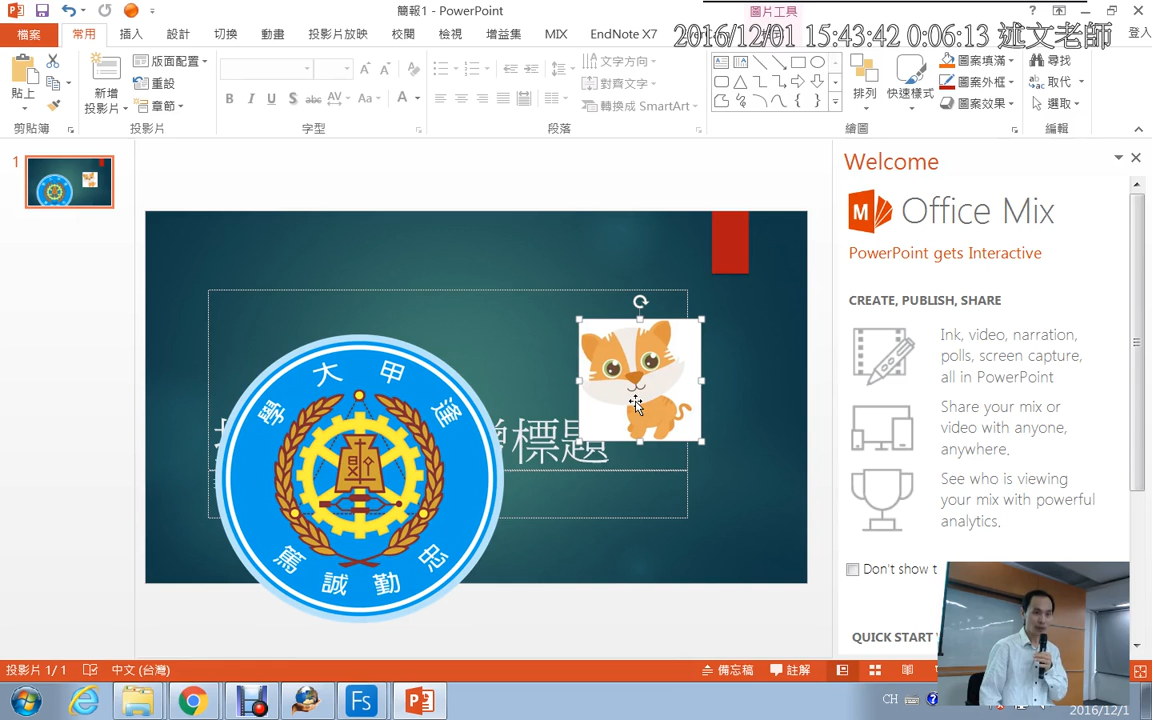 簡報1 - PowerPoint
圖片工具
2016/12/01 15:43:42 0:06:13 述文老師
檔案
常用
插入
設計
切換
動畫
投影片放映
校閱
檢視
增益集
MIX
EndNote X7
登入
貼上
剪貼簿
新增
投影片
版面配置
重設
章節
投影片
B I U S abc AV Aa A
字型
文字方向
對齊文字
轉換成 SmartArt
段落
排列
快速樣式
圖案填滿
圖案外框
圖案效果
繪圖
尋找
取代
選取
編輯
1
逢甲大學
忠勤誠篤
標題
Welcome
Office Mix
PowerPoint gets Interactive
CREATE, PUBLISH, SHARE
Ink, video, narration,
polls, screen capture,
all in PowerPoint
Share your mix or
video with anyone,
anywhere.
See who is viewing
your mix with powerful
analytics.
Don't show t
QUICK START
投影片 1/1
中文 (台灣)
備忘稿
註解
Fs
CH
2016/12/1